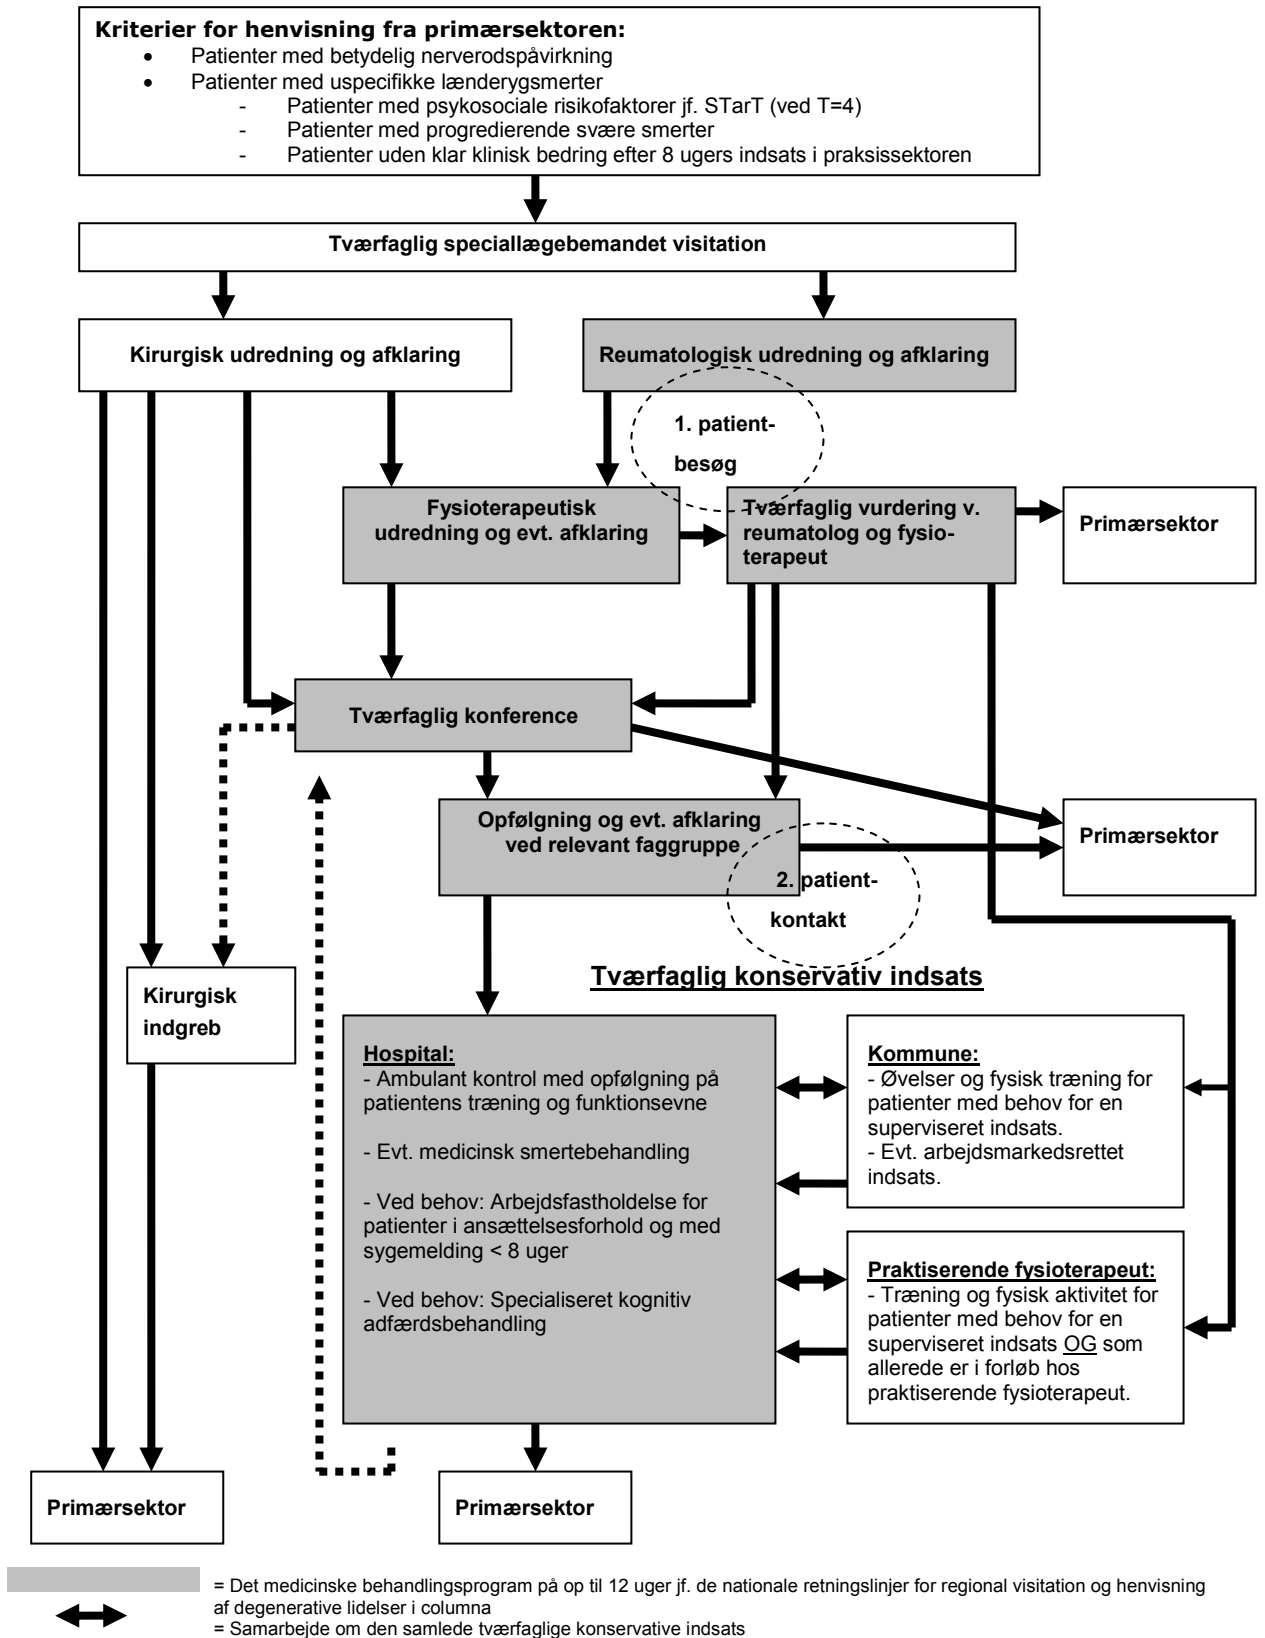 Kriterier for henvisning fra primærsektoren:
• Patienter med betydelig nerverodspåvirkning
• Patienter med uspecifikke lænderygsmerter
- Patienter med psykosociale risikofaktorer jf. STarT (ved T=4)
- Patienter med progredierende svære smerter
- Patienter uden klar klinisk bedring efter 8 ugers indsats i praksissektoren
Tværfaglig speciallægebemandet visitation
Kirurgisk udredning og afklaring
Reumatologisk udredning og afklaring
1. patient-
besøg
Fysioterapeutisk
udredning og evt. afklaring
Tværfaglig vurdering v.
reumatolog og fysio-
terapeut
Primærsektor
Tværfaglig konference
Opfølgning og evt. afklaring
ved relevant faggruppe
Primærsektor
2. patient-
kontakt
Tværfaglig konservativ indsats
Kirurgisk
indgreb
Hospital:
- Ambulant kontrol med opfølgning på
patientens træning og funktionsevne
- Evt. medicinsk smertebehandling
- Ved behov: Arbejdsfastholdelse for
patienter i ansættelsesforhold og med
sygemelding < 8 uger
- Ved behov: Specialiseret kognitiv
adfærdsbehandling
Kommune:
- Øvelser og fysisk træning for
patienter med behov for en
superviseret indsats.
- Evt. arbejdsmarkedsrettet
indsats.
Praktiserende fysioterapeut:
- Træning og fysisk aktivitet for
patienter med behov for en
superviseret indsats OG som
allerede er i forløb hos
praktiserende fysioterapeut.
Primærsektor
Primærsektor
= Det medicinske behandlingsprogram på op til 12 uger jf. de nationale retningslinjer for regional visitation og henvisning
af degenerative lidelser i columna
= Samarbejde om den samlede tværfaglige konservative indsats